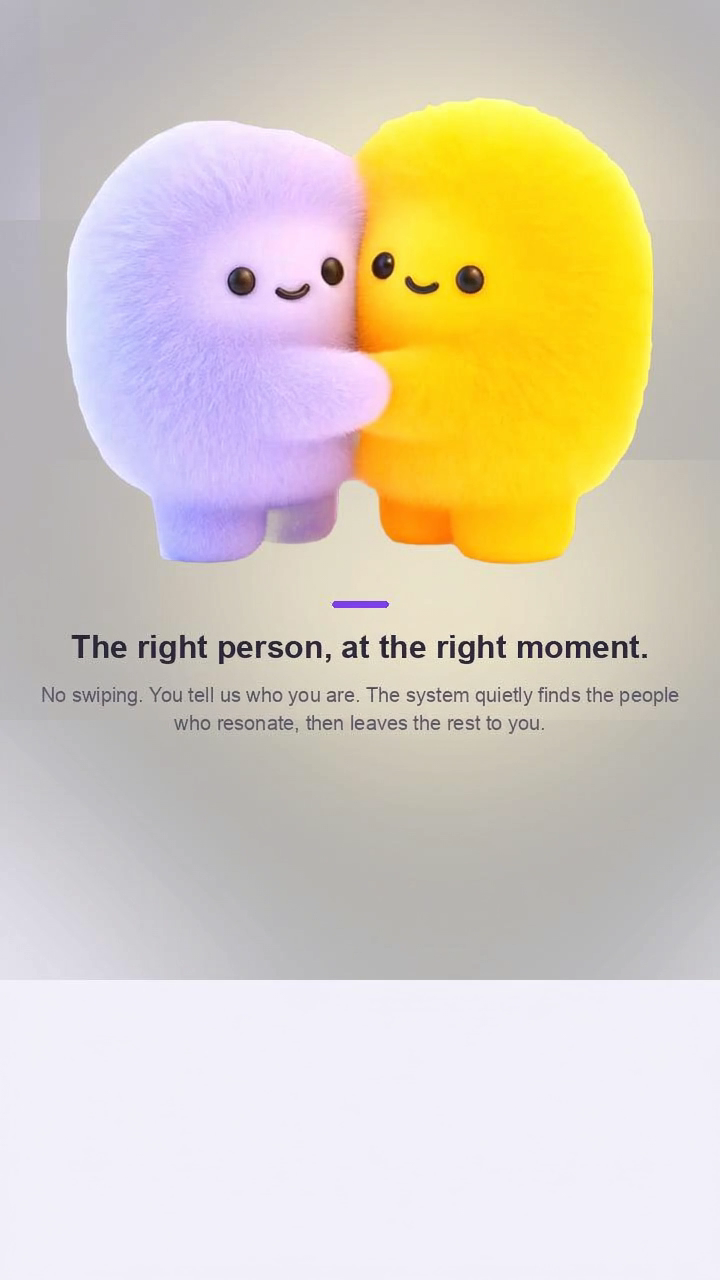 The right person, at the right moment.
No swiping. You tell us who you are. The system quietly finds the people
who resonate, then leaves the rest to you.